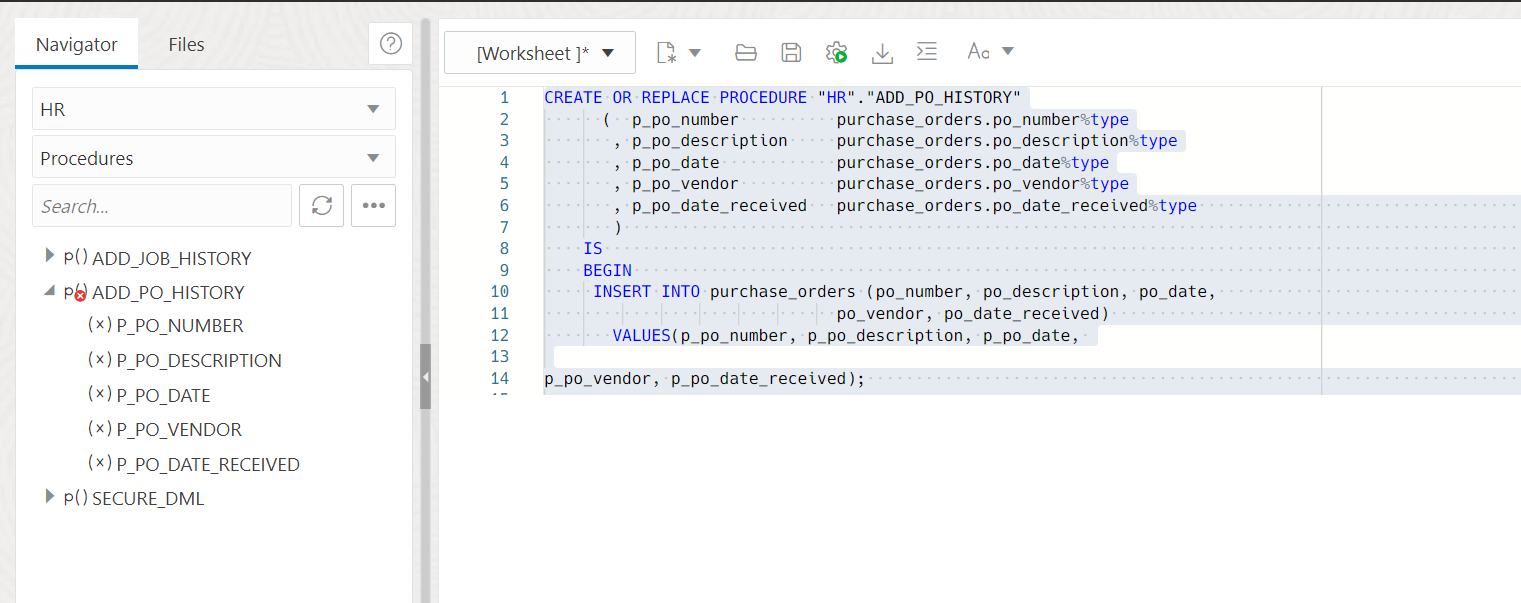 Navigator
Files
HR
Procedures
Search...
p() ADD_JOB_HISTORY
p() ADD_PO_HISTORY
(x) P_PO_NUMBER
(x) P_PO_DESCRIPTION
(x) P_PO_DATE
(x) P_PO_VENDOR
(x) P_PO_DATE_RECEIVED
p() SECURE_DML
[Worksheet ]*
Aa
1 CREATE OR REPLACE PROCEDURE "HR"."ADD_PO_HISTORY"
2 ( p_po_number purchase_orders.po_number%type
3 , p_po_description purchase_orders.po_description%type
4 , p_po_date purchase_orders.po_date%type
5 , p_po_vendor purchase_orders.po_vendor%type
6 , p_po_date_received purchase_orders.po_date_received%type
7 )
8 IS
9 BEGIN
10 INSERT INTO purchase_orders (po_number, po_description, po_date,
11 po_vendor, po_date_received)
12 VALUES(p_po_number, p_po_description, p_po_date,
13
14 p_po_vendor, p_po_date_received);